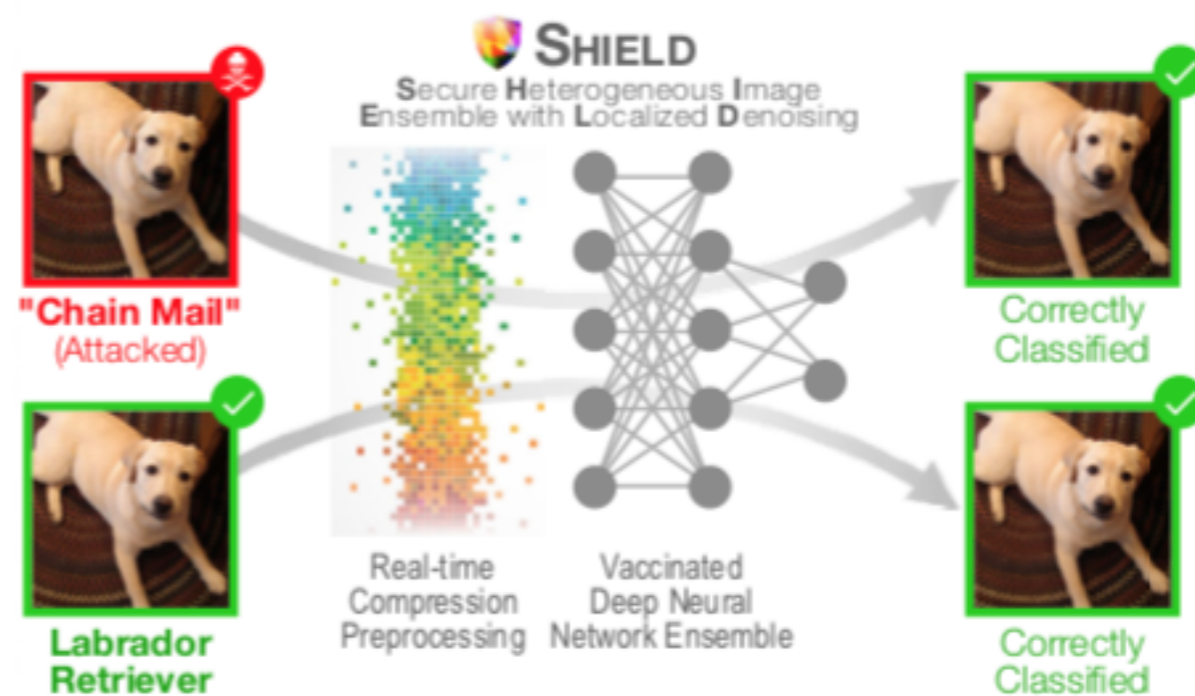 SHIELD
Secure Heterogeneous Image
Ensemble with Localized Denoising
"Chain Mail"
(Attacked)
Labrador
Retriever
Real-time
Compression
Preprocessing
Vaccinated
Deep Neural
Network Ensemble
Correctly
Classified
Correctly
Classified